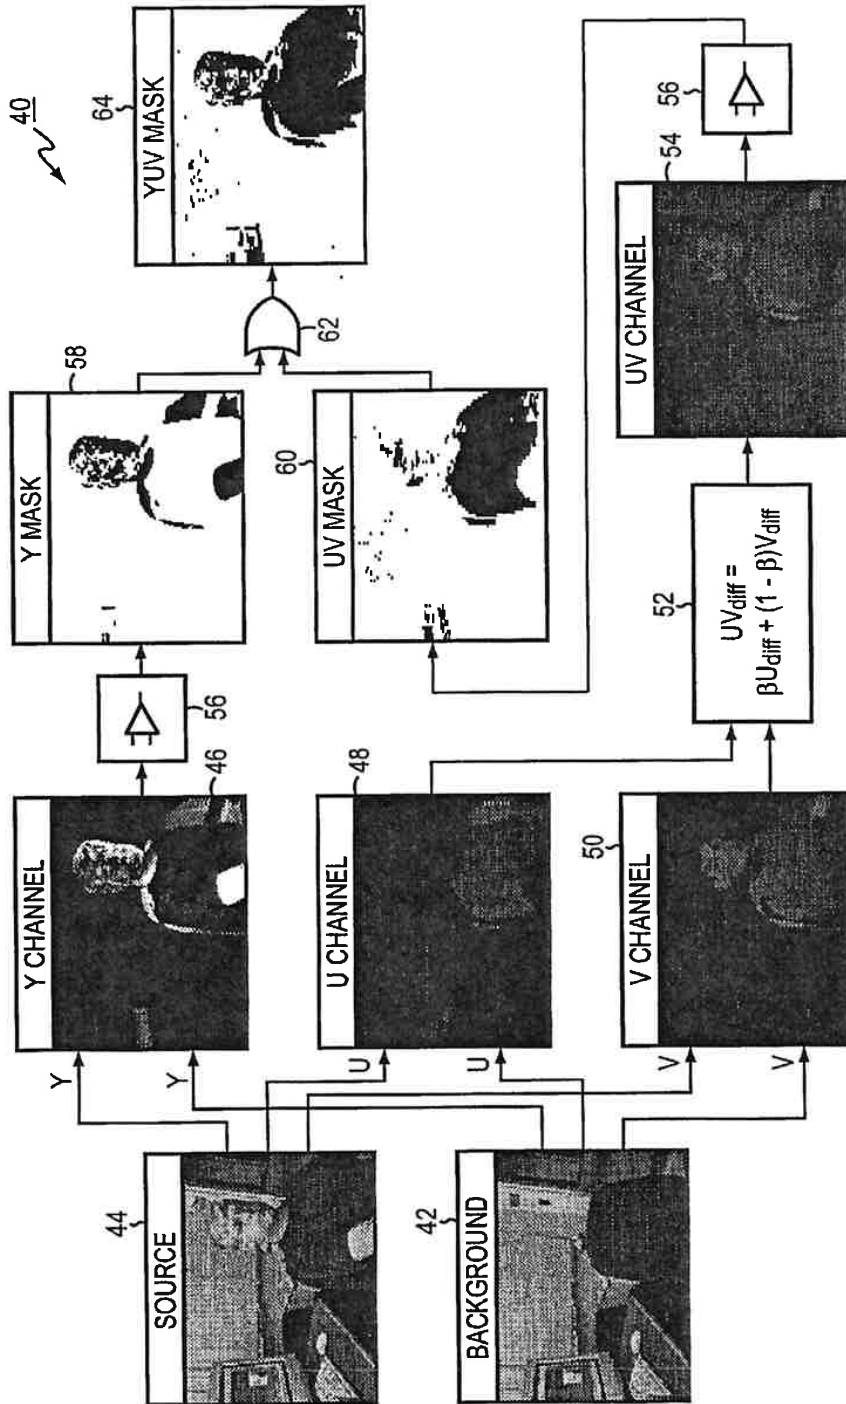 40
SOURCE
44
BACKGROUND
42
Y
Y
U
U
V
V
Y CHANNEL
46
U CHANNEL
48
V CHANNEL
50
56
Y MASK
58
UV MASK
60
62
YUV MASK
64
UVdiff =
βUdiff + (1 - β)Vdiff
52
UV CHANNEL
54
56